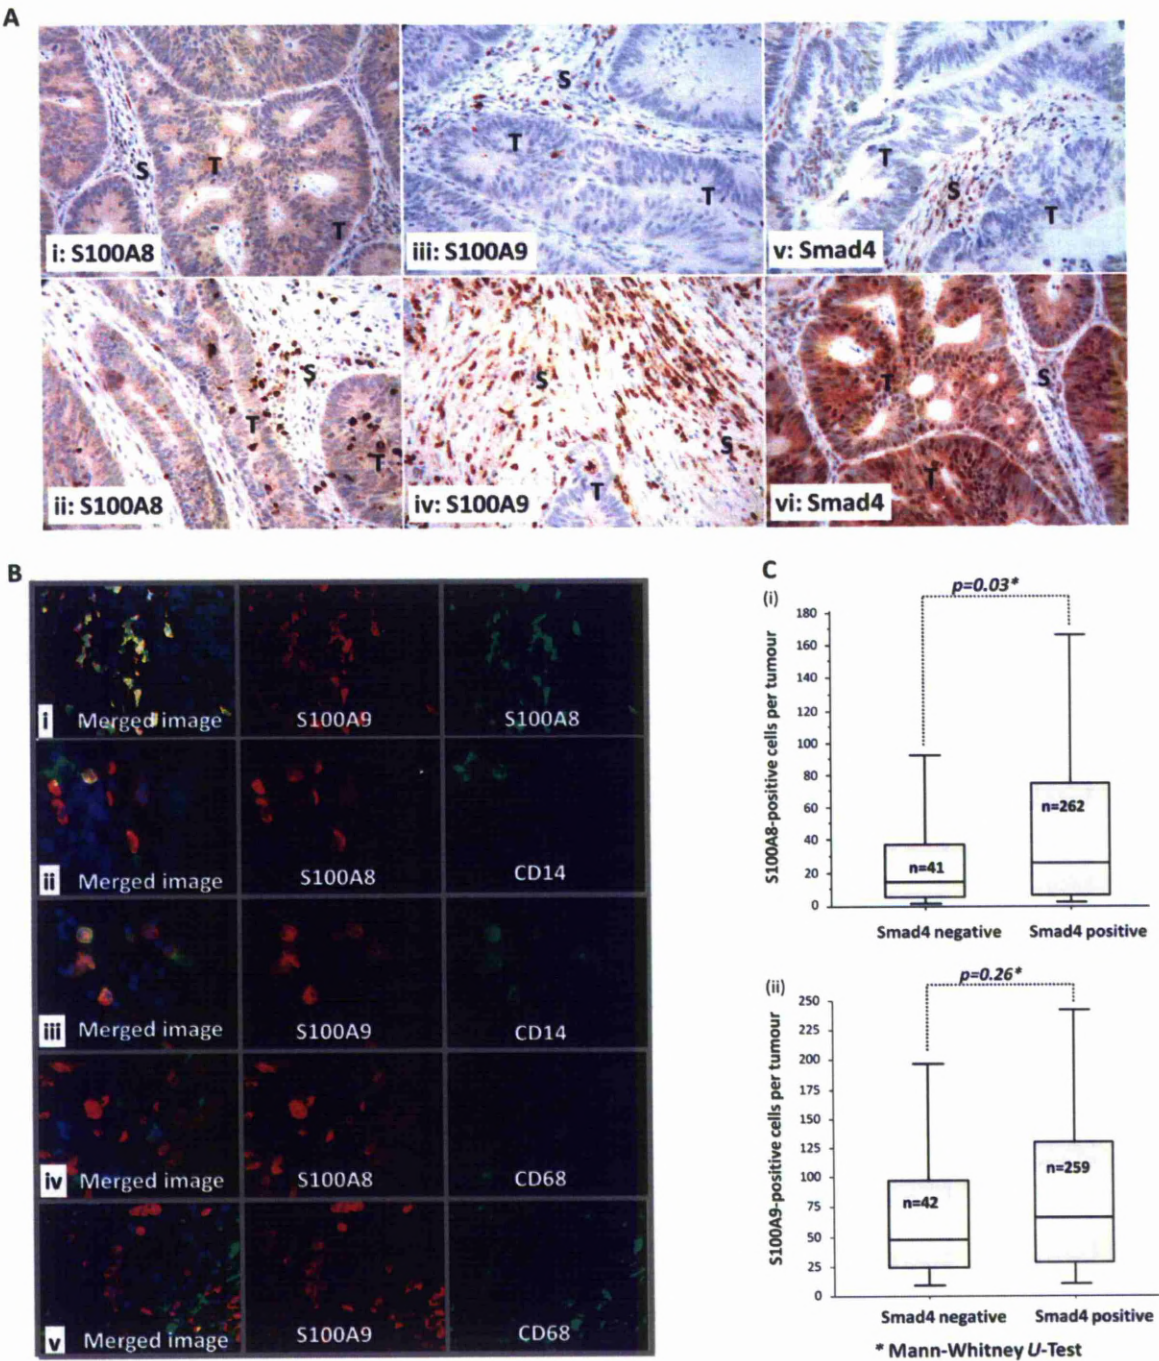 A
S
T
T
i: S100A8
S
T
T
iii: S100A9
T
S
T
v: Smad4
S
T
T
ii: S100A8
S
S
T
iv: S100A9
T
S
T
vi: Smad4
B
i Merged image
S100A9
S100A8
ii Merged image
S100A8
CD14
iii Merged image
S100A9
CD14
iv Merged image
S100A8
CD68
v Merged image
S100A9
CD68
C
(i)
p=0.03*
S100A8-positive cells per tumour
180
160
140
120
100
80
60
40
20
0
n=41
n=262
Smad4 negative
Smad4 positive
(ii)
p=0.26*
S100A9-positive cells per tumour
250
225
200
175
150
125
100
75
50
25
0
n=42
n=259
Smad4 negative
Smad4 positive
* Mann-Whitney U-Test